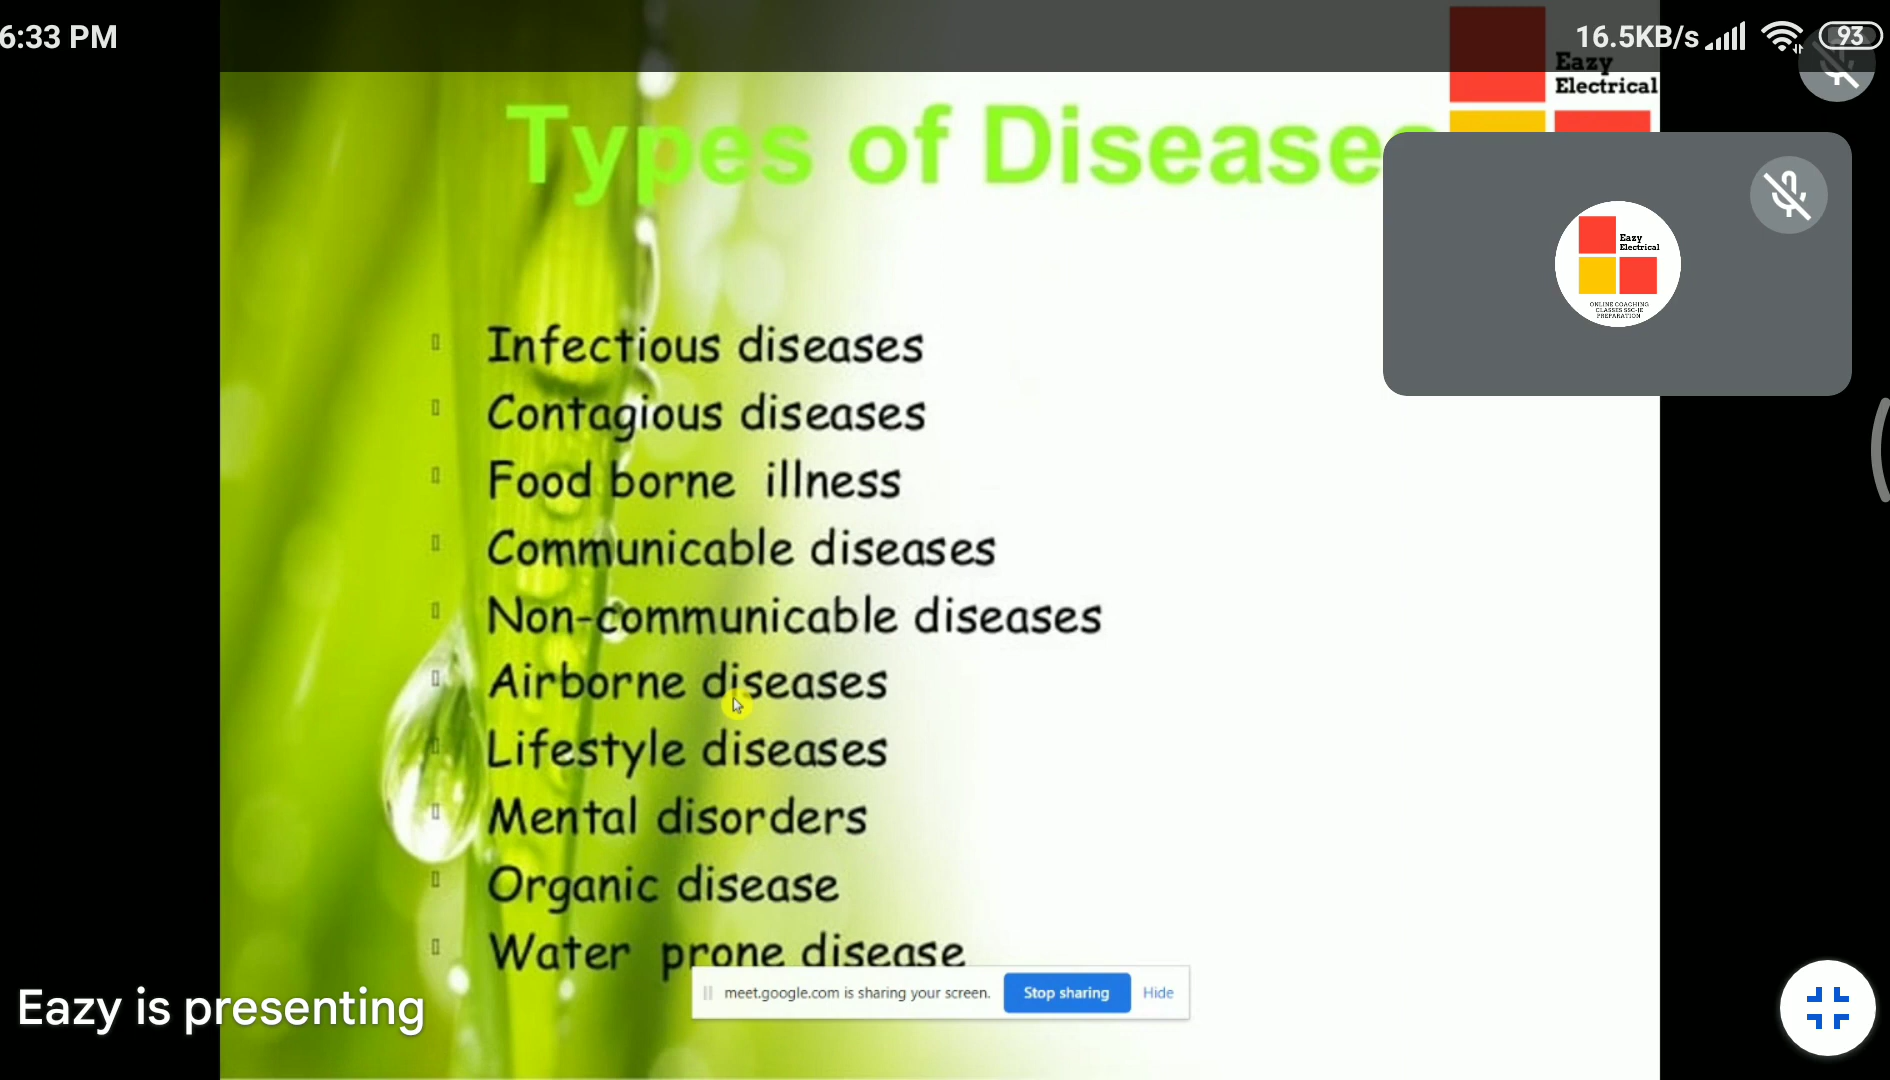 6:33 PM
16.5KB/s
93
Eazy
Electrical
Types of Disease
Eazy
Electrical
ONLINE COACHING
CLASSES SSC-JE
PREPARATION
Infectious diseases
Contagious diseases
Food borne illness
Communicable diseases
Non-communicable diseases
Airborne diseases
Lifestyle diseases
Mental disorders
Organic disease
Water prone disease
meet.google.com is sharing your screen. Stop sharing Hide
Eazy is presenting